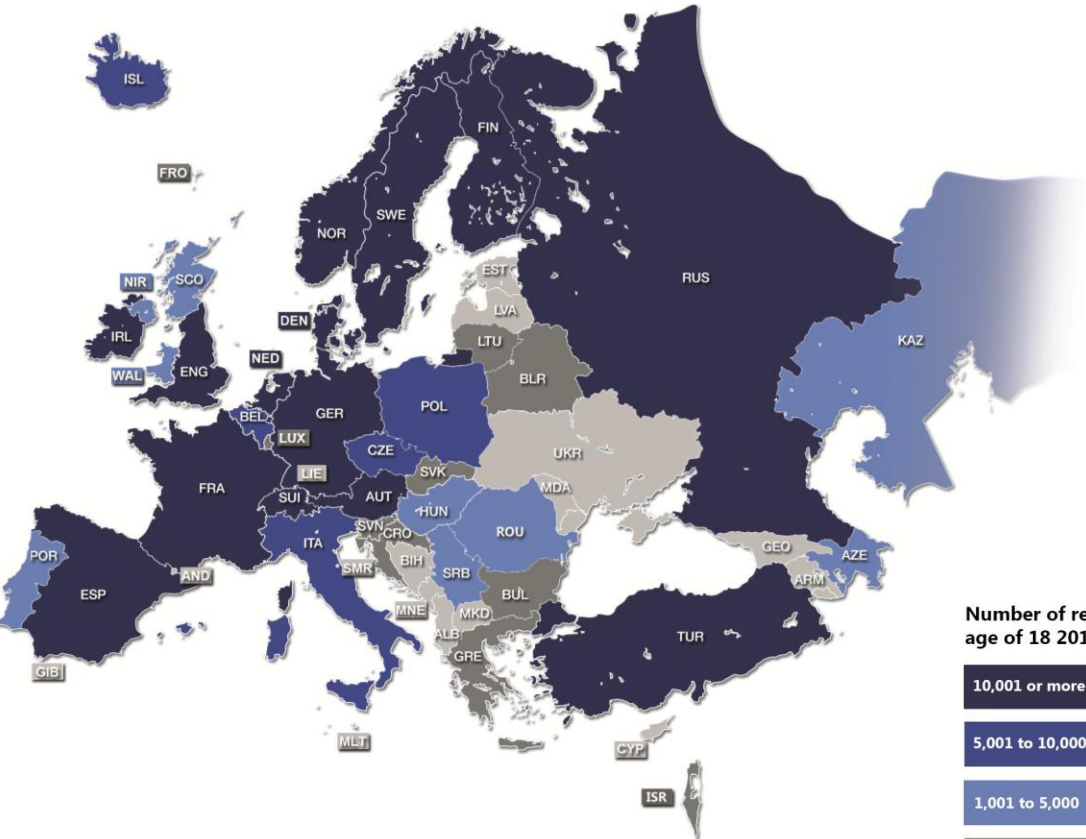 ISL
FIN
FRO
SWE
NOR
RUS
EST
NIR
SCO
LVA
DEN
IRL
LTU
KAZ
NED
WAL
ENG
BLR
GER
POL
BEL
LUX
CZE
UKR
LIE
SVK
FRA
MDA
SUI
AUT
HUN
SVN
CRO
ROU
ITA
GEO
POR
BIH
AZE
SMR
SRB
AND
ARM
ESP
BUL
MNE
MKD
ALB
TUR
GRE
GIB
MLT
CYP
ISR
Number of re
age of 18 201
10,001 or more
5,001 to 10,000
1,001 to 5,000